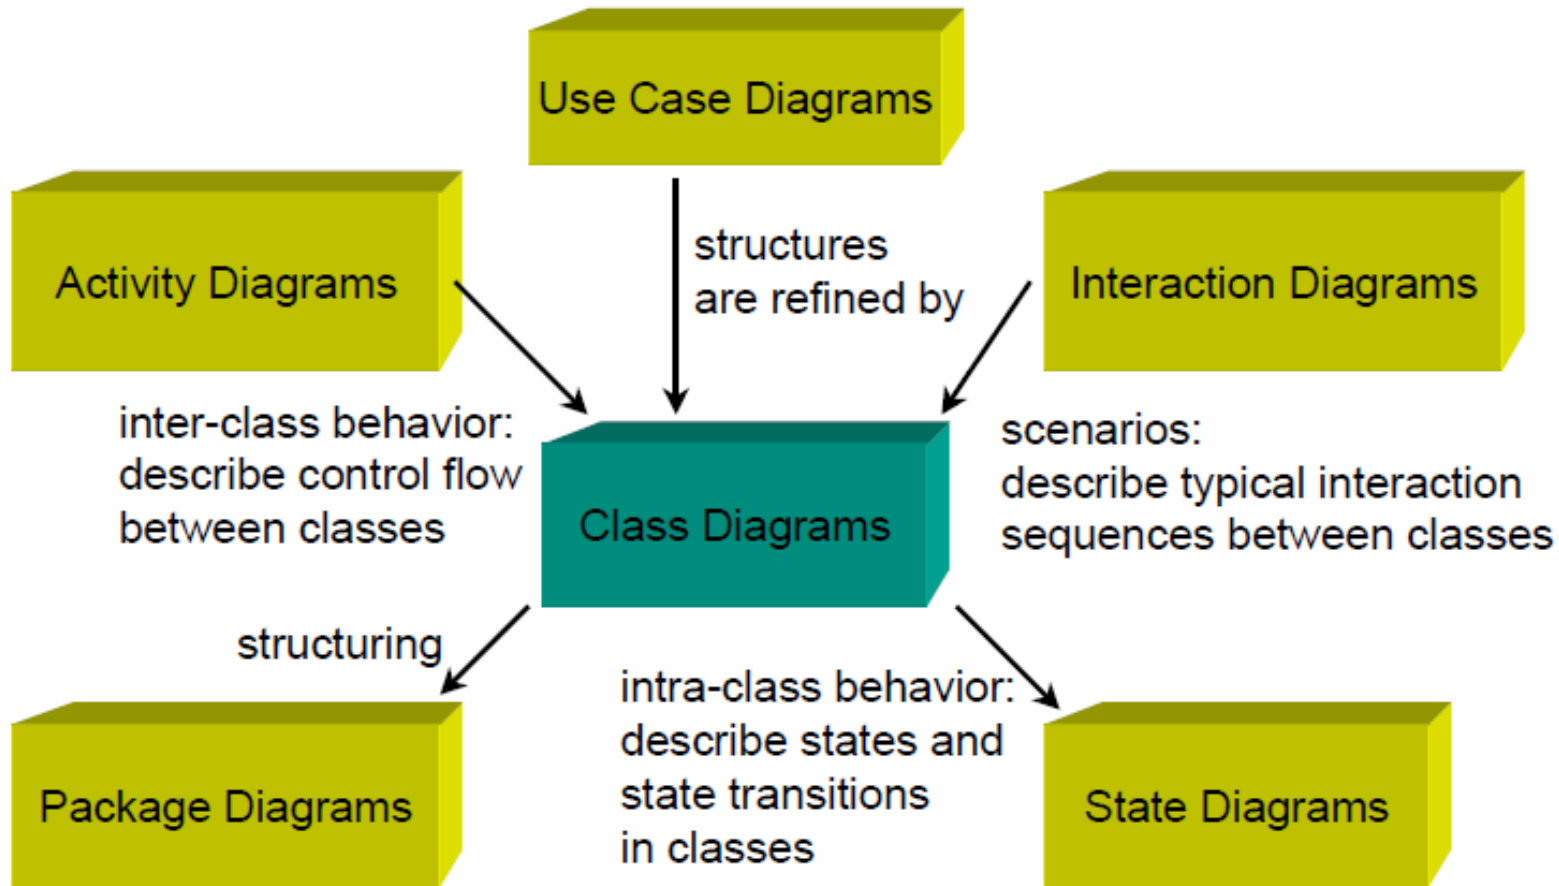 Use Case Diagrams
Activity Diagrams
structures
are refined by
Interaction Diagrams
inter-class behavior:
describe control flow
between classes
Class Diagrams
scenarios:
describe typical interaction
sequences between classes
structuring
intra-class behavior:
describe states and
state transitions
in classes
Package Diagrams
State Diagrams